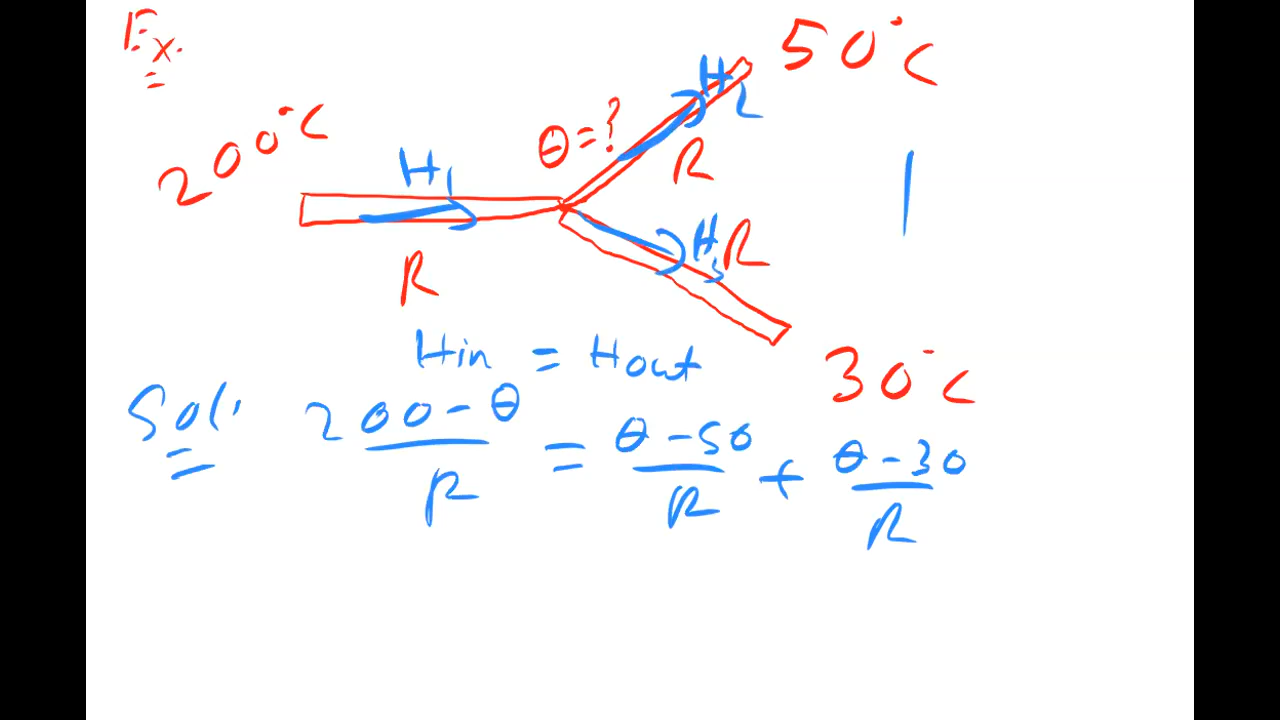 Ex.
50°C
200°C
θ=?
H₁
H₂
R
R
H₃
R
Hin = Hout
Sol:
(200-θ)/R = (θ-50)/R + (θ-30)/R
30°C